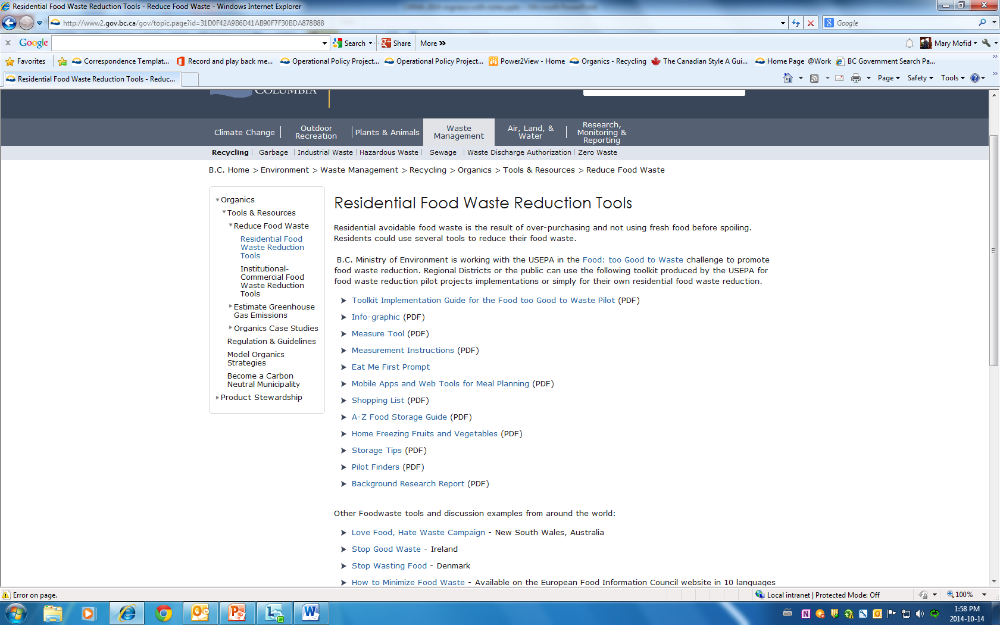 Residential Food Waste Reduction Tools - Reduce Food Waste - Windows Internet Explorer
http://www2.gov.bc.ca/gov/topic.page?id=31D0F42A9B6D41AB90F7F30BDA878B88
Google
Google Search Share More »
Mary Mofid
Favorites Correspondence Templat... Record and play back me... Operational Policy Project... Operational Policy Project... Power2View - Home Organics - Recycling The Canadian Style A Gui... Home Page @Work BC Government Search Pa...
Residential Food Waste Reduction Tools - Reduc...
Page Safety Tools
COLUMBIA
Climate Change
Outdoor Recreation
Plants & Animals
Waste Management
Air, Land, & Water
Research, Monitoring & Reporting
Recycling Garbage Industrial Waste Hazardous Waste Sewage Waste Discharge Authorization Zero Waste
B.C. Home > Environment > Waste Management > Recycling > Organics > Tools & Resources > Reduce Food Waste
Organics
Tools & Resources
Reduce Food Waste
Residential Food
Waste Reduction
Tools
Institutional-
Commercial Food
Waste Reduction
Tools
Estimate Greenhouse
Gas Emissions
Organics Case Studies
Regulation & Guidelines
Model Organics
Strategies
Become a Carbon
Neutral Municipality
Product Stewardship
Residential Food Waste Reduction Tools
Residential avoidable food waste is the result of over-purchasing and not using fresh food before spoiling.
Residents could use several tools to reduce their food waste.
B.C. Ministry of Environment is working with the USEPA in the Food: too Good to Waste challenge to promote
food waste reduction. Regional Districts or the public can use the following toolkit produced by the USEPA for
food waste reduction pilot projects implementations or simply for their own residential food waste reduction.
Toolkit Implementation Guide for the Food too Good to Waste Pilot (PDF)
Info-graphic (PDF)
Measure Tool (PDF)
Measurement Instructions (PDF)
Eat Me First Prompt
Mobile Apps and Web Tools for Meal Planning (PDF)
Shopping List (PDF)
A-Z Food Storage Guide (PDF)
Home Freezing Fruits and Vegetables (PDF)
Storage Tips (PDF)
Pilot Finders (PDF)
Background Research Report (PDF)
Other Foodwaste tools and discussion examples from around the world:
Love Food, Hate Waste Campaign - New South Wales, Australia
Stop Good Waste - Ireland
Stop Wasting Food - Denmark
How to Minimize Food Waste - Available on the European Food Information Council website in 10 languages
Error on page.
Local intranet | Protected Mode: Off
100%
1:58 PM
2014-10-14